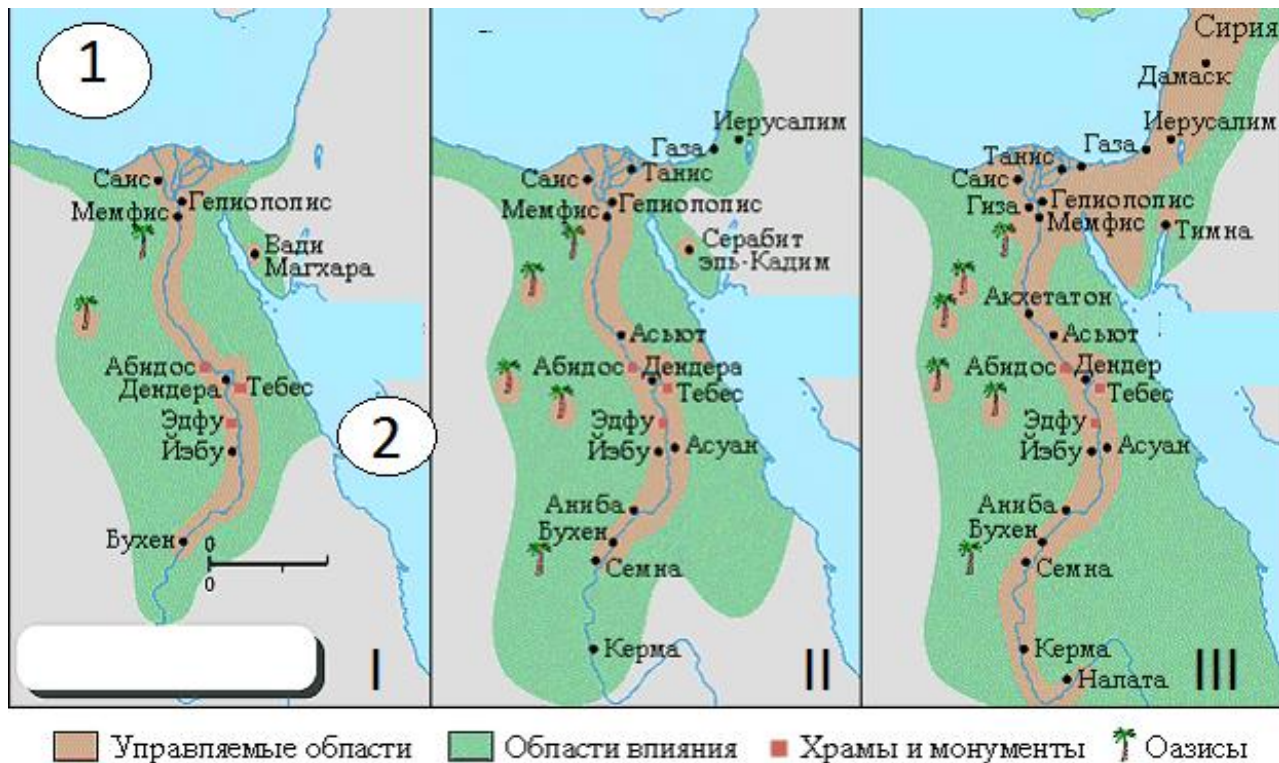 1
Саис
Гелиополис
Мемфис
Вади
Магхара
Абидос
Дендера
Тебес
Эдфу
Йэбу
Бухен
0
0
I
2
Иерусалим
Газа
Танис
Саис
Гелиополис
Мемфис
Серабит
эль-Кадим
Асьют
Абидос
Дендера
Тебес
Эдфу
Йэбу
Асуан
Аниба
Бухен
Семна
Керма
II
Сирия
Дамаск
Иерусалим
Газа
Танис
Саис
Гелиополис
Гиза
Мемфис
Тимна
Акхетатон
Асьют
Абидос
Дендер
Тебес
Эдфу
Йэбу
Асуан
Аниба
Бухен
Семна
Керма
Налата
III
Управляемые области
Области влияния
Храмы и монументы
Оазисы